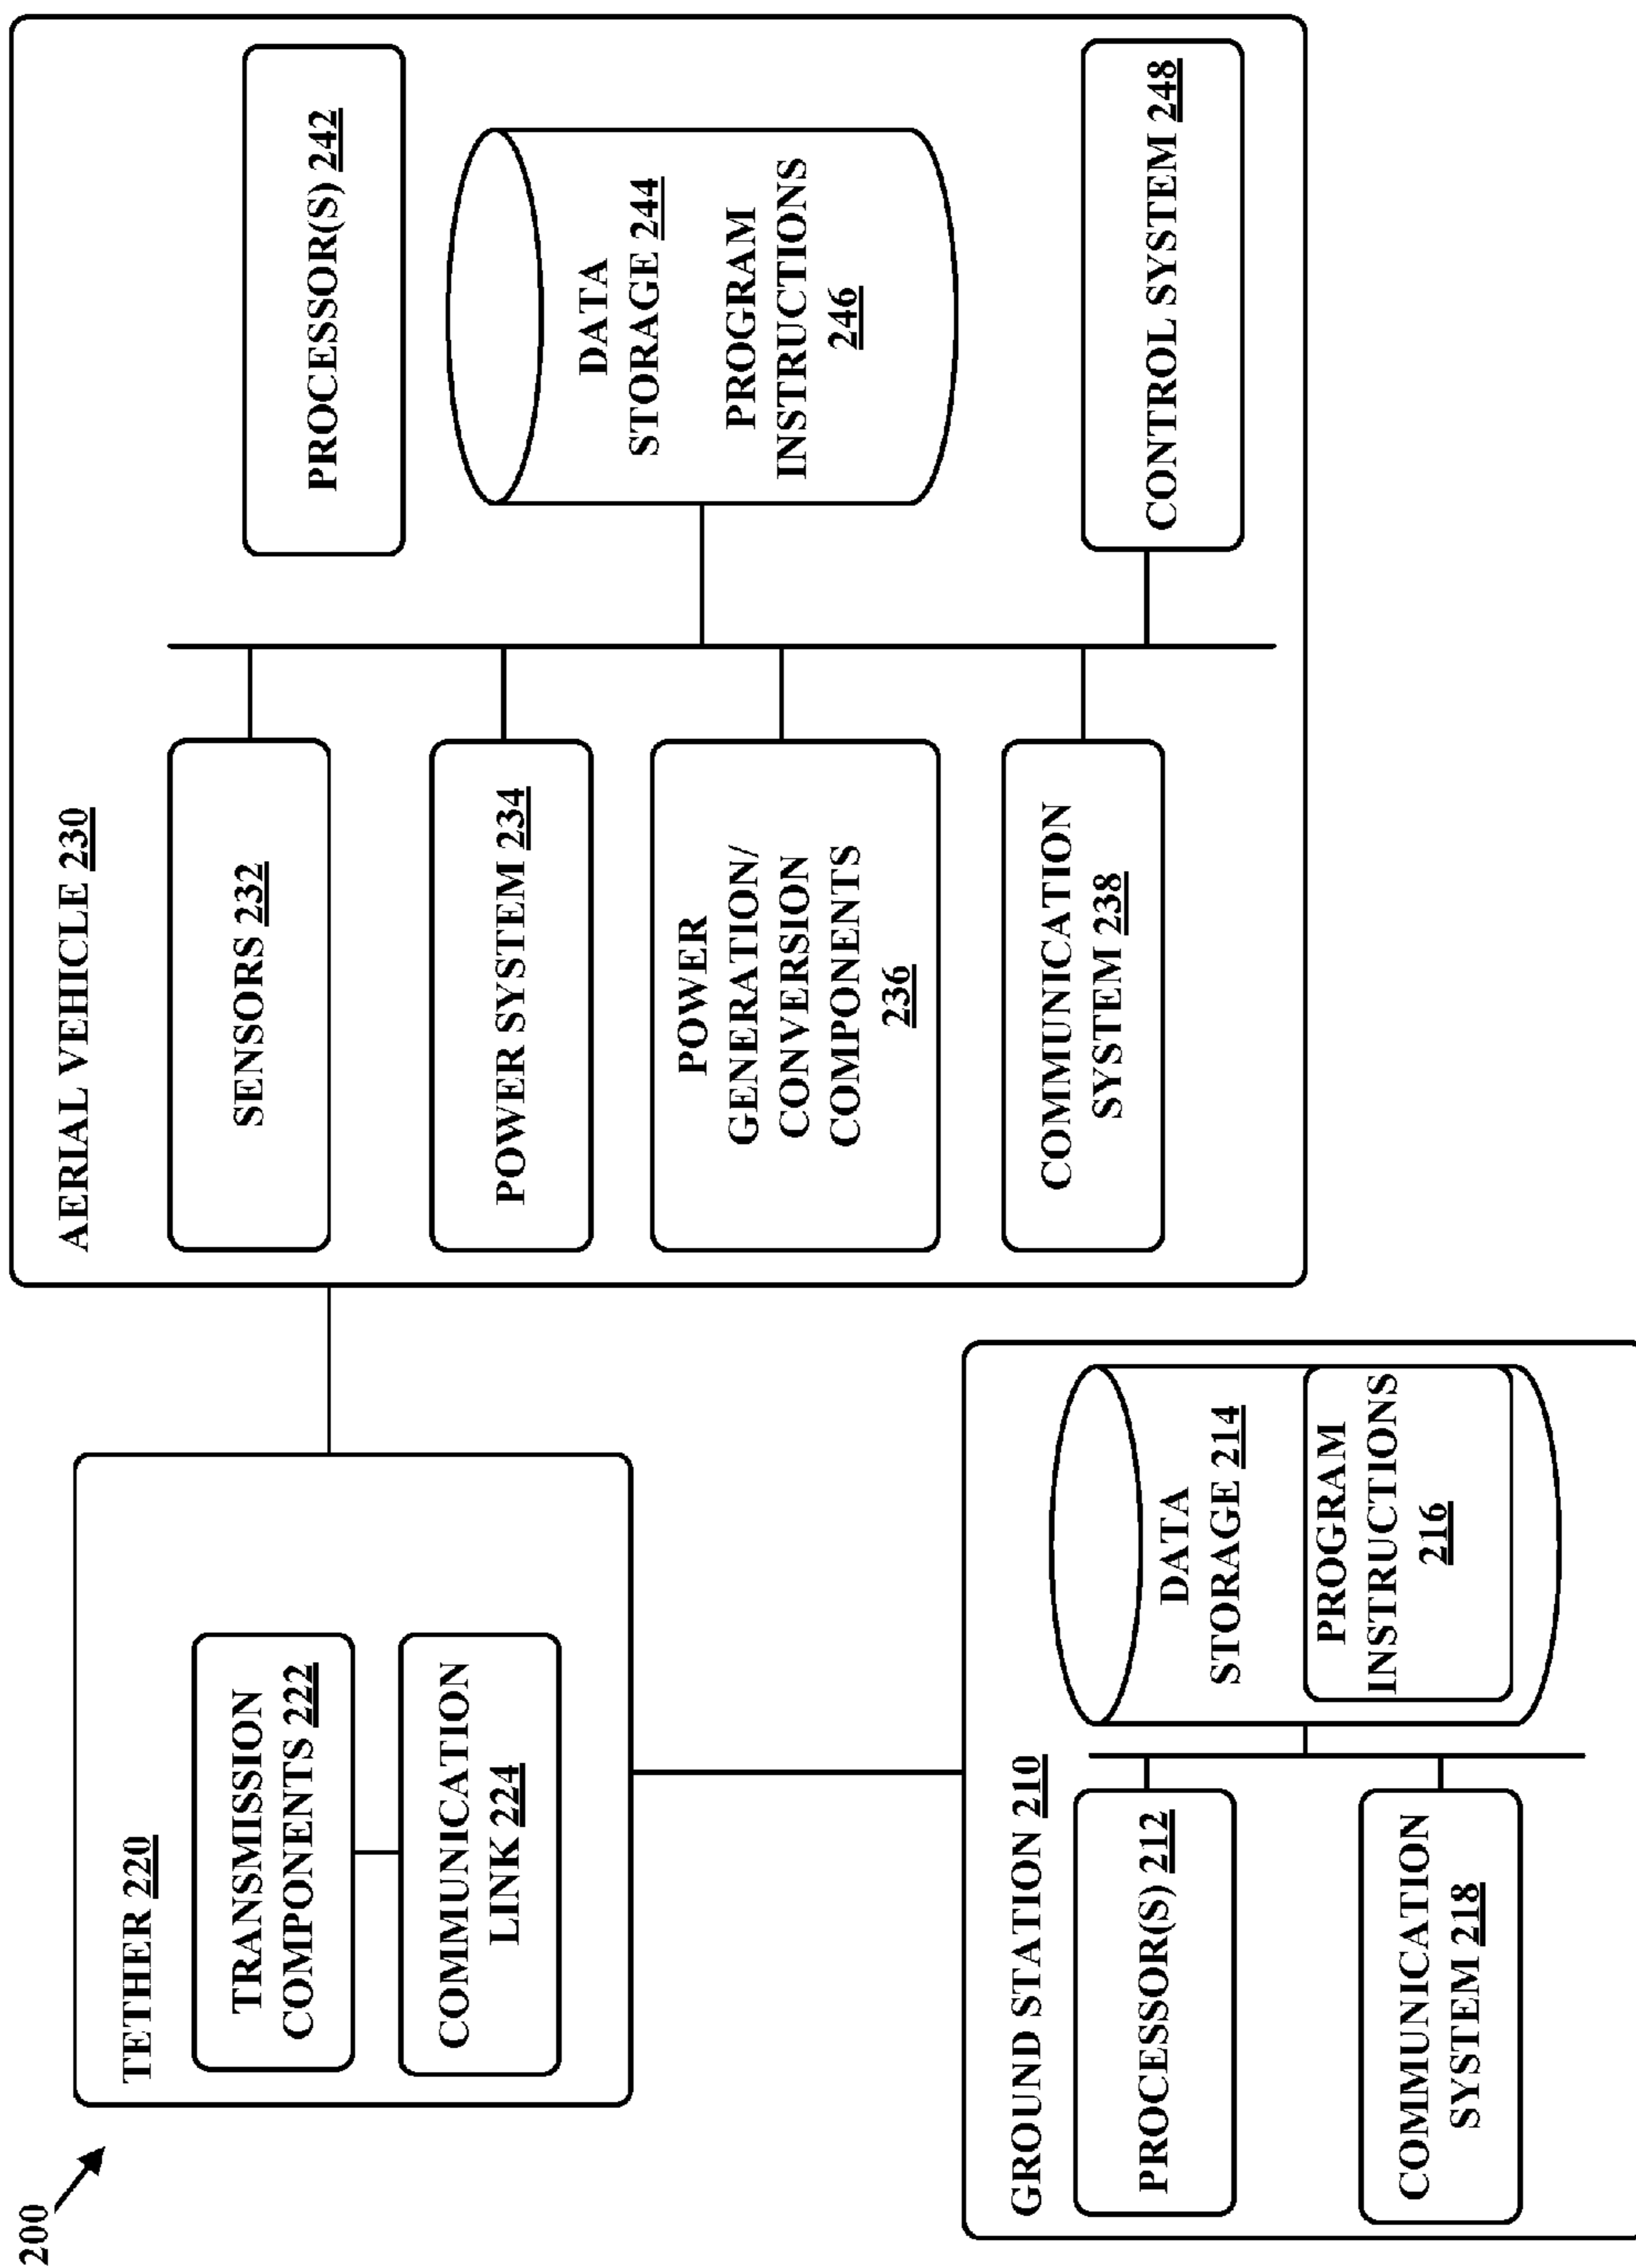 200
TETHER 220
TRANSMISSION
COMPONENTS 222
COMMUNICATION
LINK 224
AERIAL VEHICLE 230
SENSORS 232
POWER SYSTEM 234
POWER
GENERATION/
CONVERSION
COMPONENTS
236
COMMUNICATION
SYSTEM 238
PROCESSOR(S) 242
DATA
STORAGE 244
PROGRAM
INSTRUCTIONS
246
CONTROL SYSTEM 248
GROUND STATION 210
PROCESSOR(S) 212
COMMUNICATION
SYSTEM 218
DATA
STORAGE 214
PROGRAM
INSTRUCTIONS
216